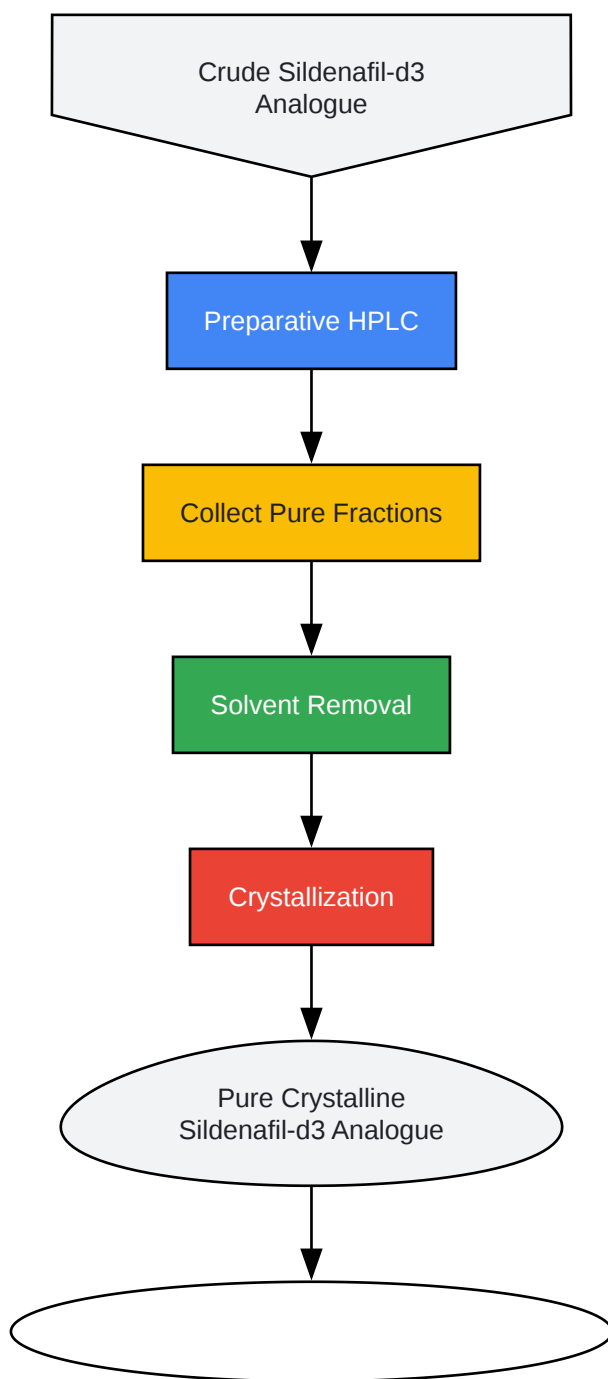 Crude Sildenafil-d3
Analogue
Preparative HPLC
Collect Pure Fractions
Solvent Removal
Crystallization
Pure Crystalline
Sildenafil-d3 Analogue